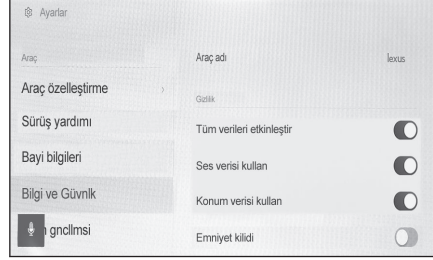 Ayarlar
Araç
Araç özelleştirme
Sürüş yardımı
Bayi bilgileri
Bilgi ve Güvnlk
gncllmsi
Araç adı
lexus
Gizlilik
Tüm verileri etkinleştir
Ses verisi kullan
Konum verisi kullan
Emniyet kilidi